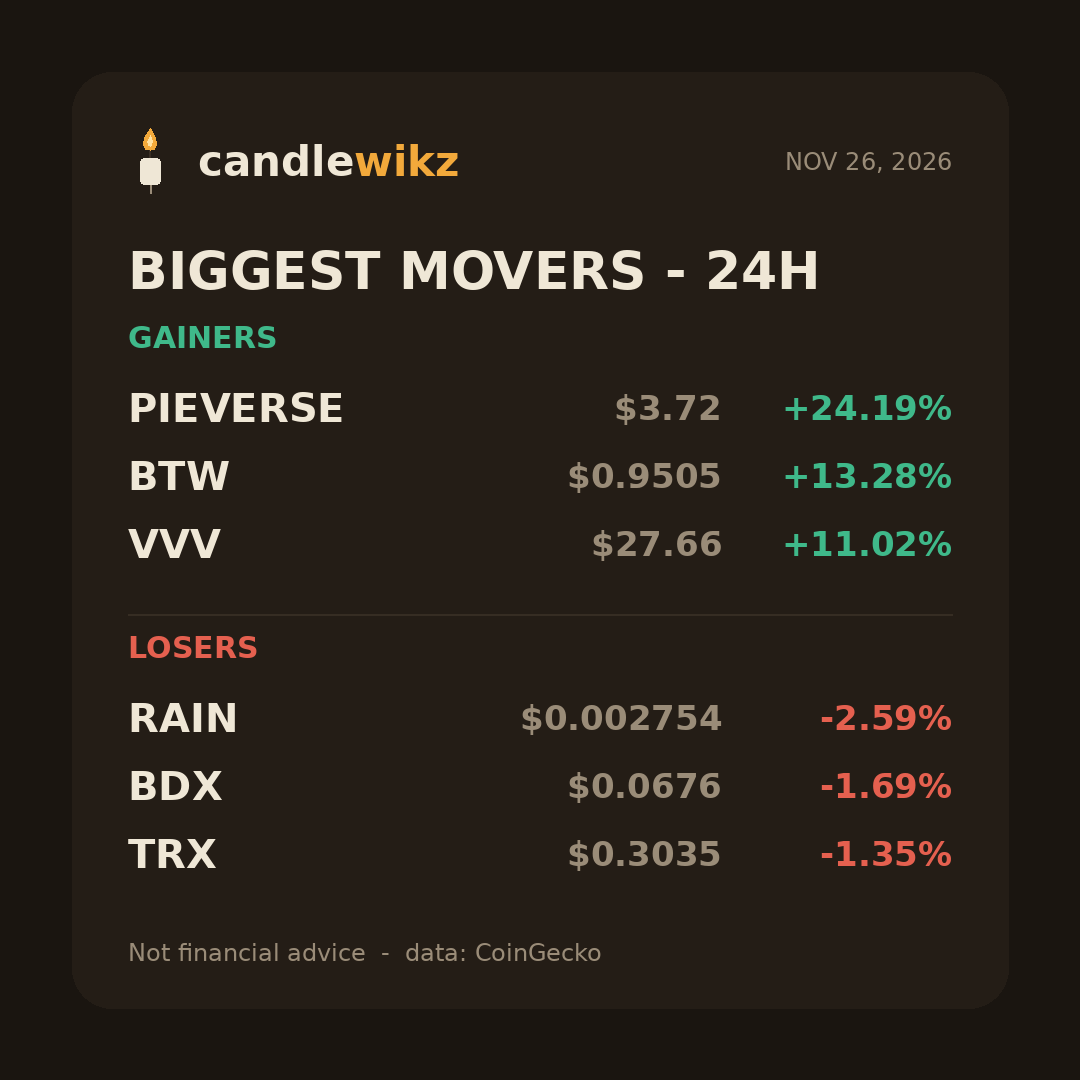 candlewikz NOV 26, 2026
BIGGEST MOVERS - 24H
GAINERS
PIEVERSE $3.72 +24.19%
BTW $0.9505 +13.28%
VVV $27.66 +11.02%
LOSERS
RAIN $0.002754 -2.59%
BDX $0.0676 -1.69%
TRX $0.3035 -1.35%
Not financial advice - data: CoinGecko